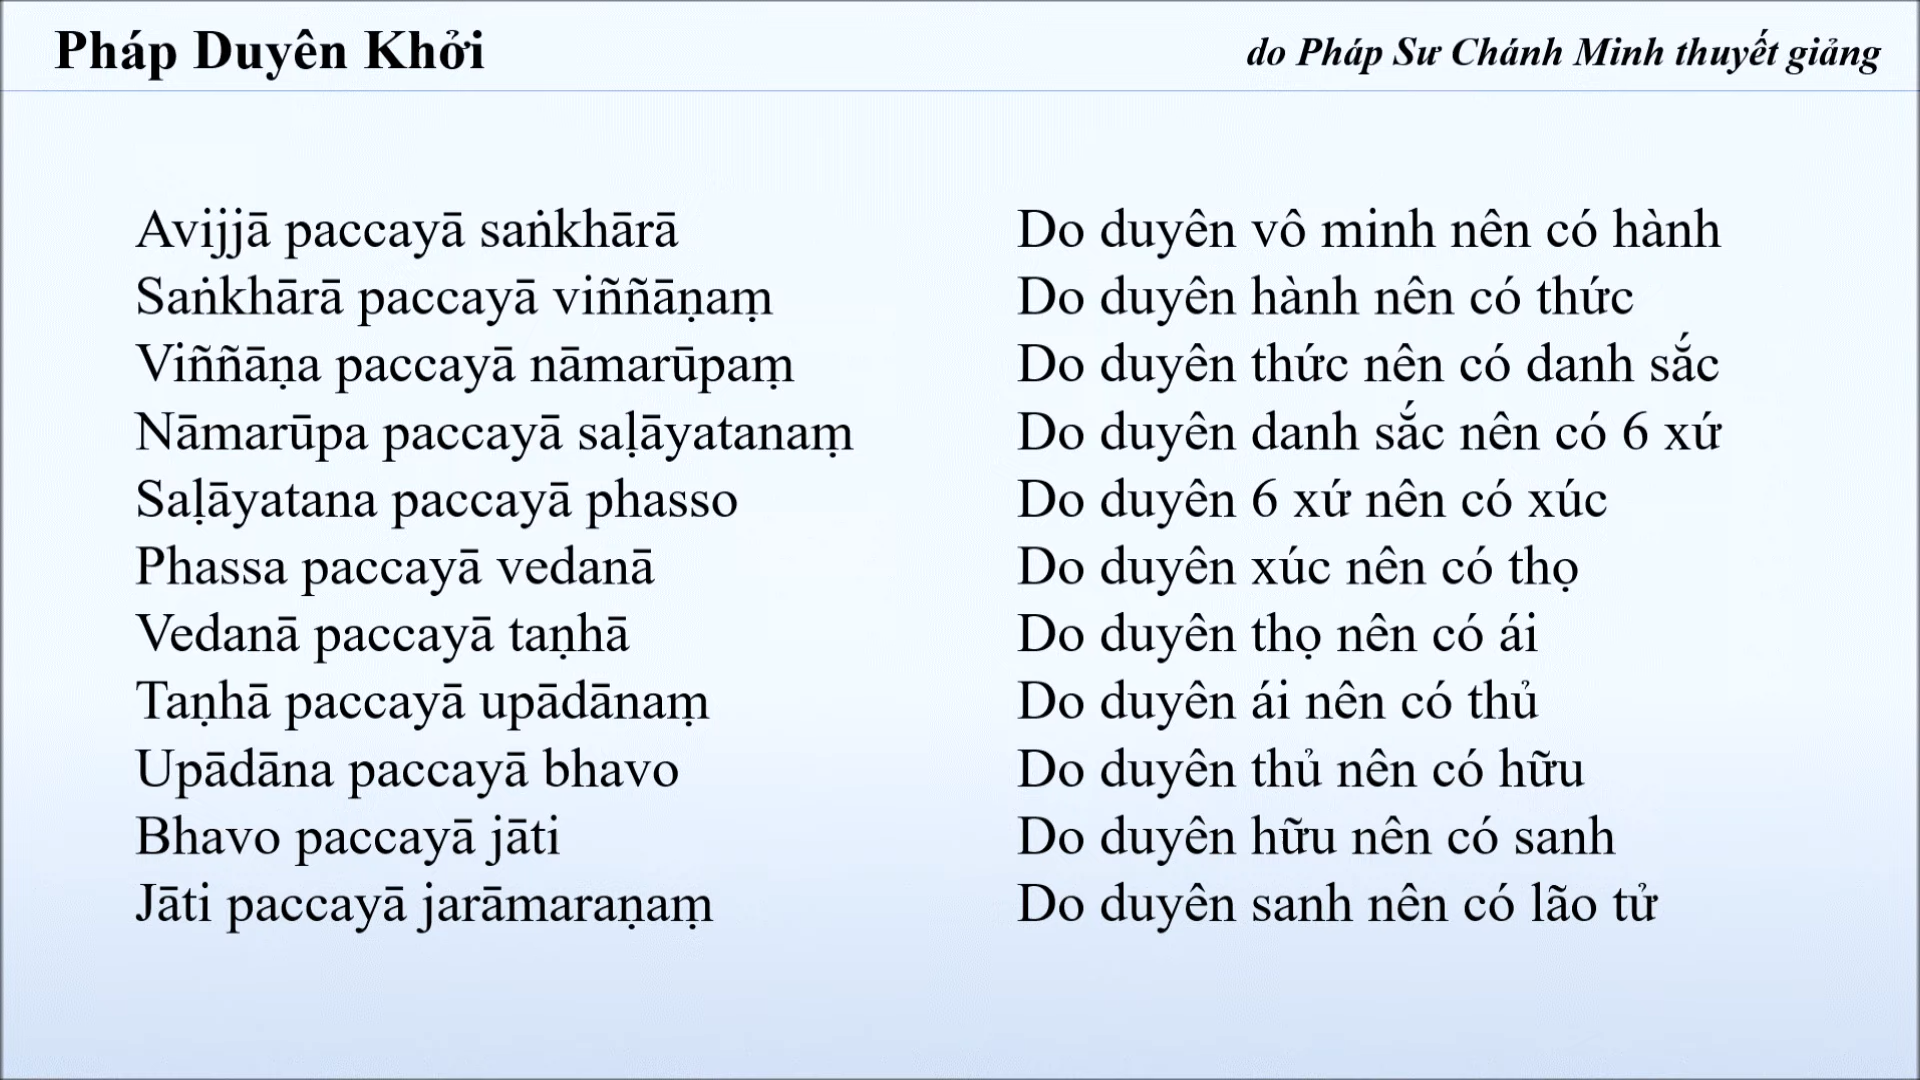 Pháp Duyên Khởi
do Pháp Sư Chánh Minh thuyết giảng
Avijjā paccayā saṅkhārā
Saṅkhārā paccayā viññāṇaṃ
Viññāṇa paccayā nāmarūpaṃ
Nāmarūpa paccayā saḷāyatanaṃ
Saḷāyatana paccayā phasso
Phassa paccayā vedanā
Vedanā paccayā taṇhā
Taṇhā paccayā upādānaṃ
Upādāna paccayā bhavo
Bhavo paccayā jāti
Jāti paccayā jarāmaraṇaṃ
Do duyên vô minh nên có hành
Do duyên hành nên có thức
Do duyên thức nên có danh sắc
Do duyên danh sắc nên có 6 xứ
Do duyên 6 xứ nên có xúc
Do duyên xúc nên có thọ
Do duyên thọ nên có ái
Do duyên ái nên có thủ
Do duyên thủ nên có hữu
Do duyên hữu nên có sanh
Do duyên sanh nên có lão tử